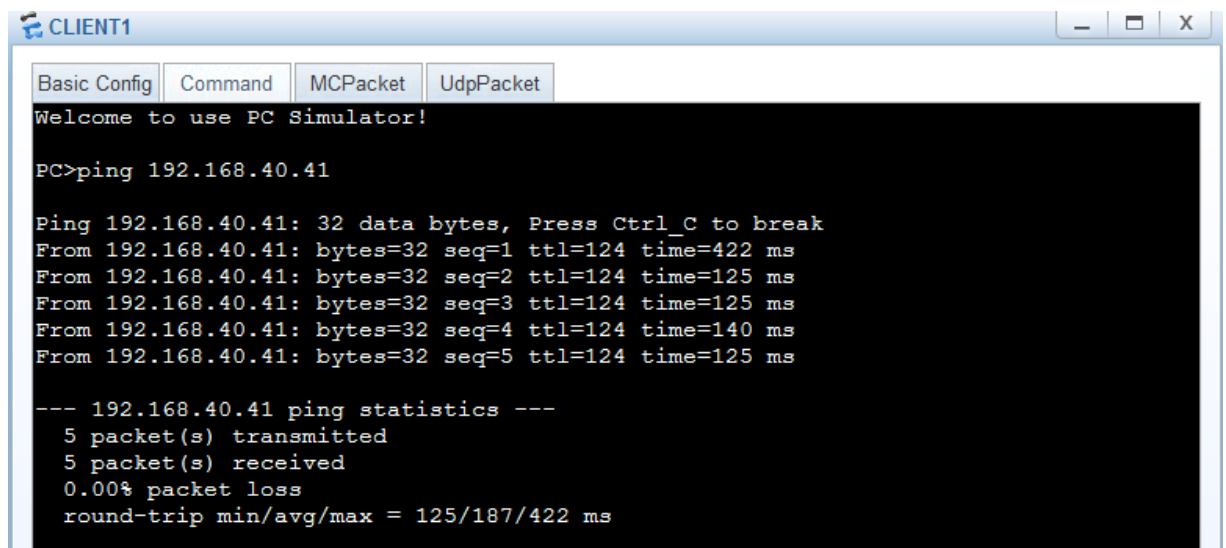 CLIENT1
Basic Config Command MCPacket UdpPacket
Welcome to use PC Simulator!
PC>ping 192.168.40.41
Ping 192.168.40.41: 32 data bytes, Press Ctrl_C to break
From 192.168.40.41: bytes=32 seq=1 ttl=124 time=422 ms
From 192.168.40.41: bytes=32 seq=2 ttl=124 time=125 ms
From 192.168.40.41: bytes=32 seq=3 ttl=124 time=125 ms
From 192.168.40.41: bytes=32 seq=4 ttl=124 time=140 ms
From 192.168.40.41: bytes=32 seq=5 ttl=124 time=125 ms
--- 192.168.40.41 ping statistics ---
5 packet(s) transmitted
5 packet(s) received
0.00% packet loss
round-trip min/avg/max = 125/187/422 ms